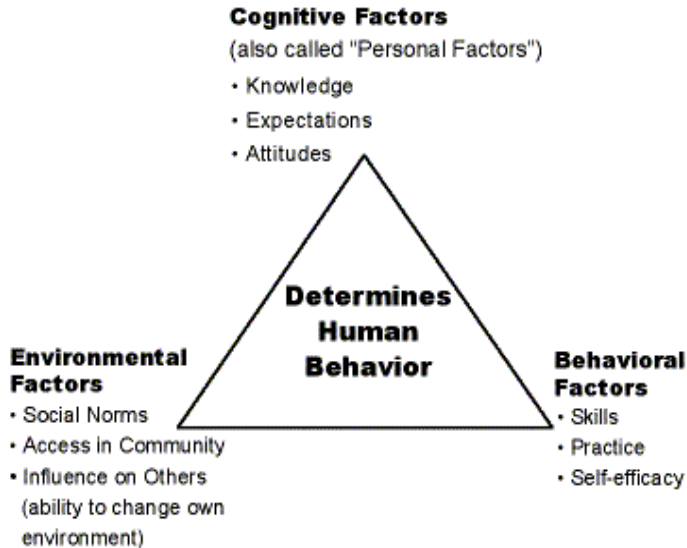 Cognitive Factors
(also called "Personal Factors")
• Knowledge
• Expectations
• Attitudes
Determines
Human
Behavior
Environmental
Factors
• Social Norms
• Access in Community
• Influence on Others
(ability to change own
environment)
Behavioral
Factors
• Skills
• Practice
• Self-efficacy